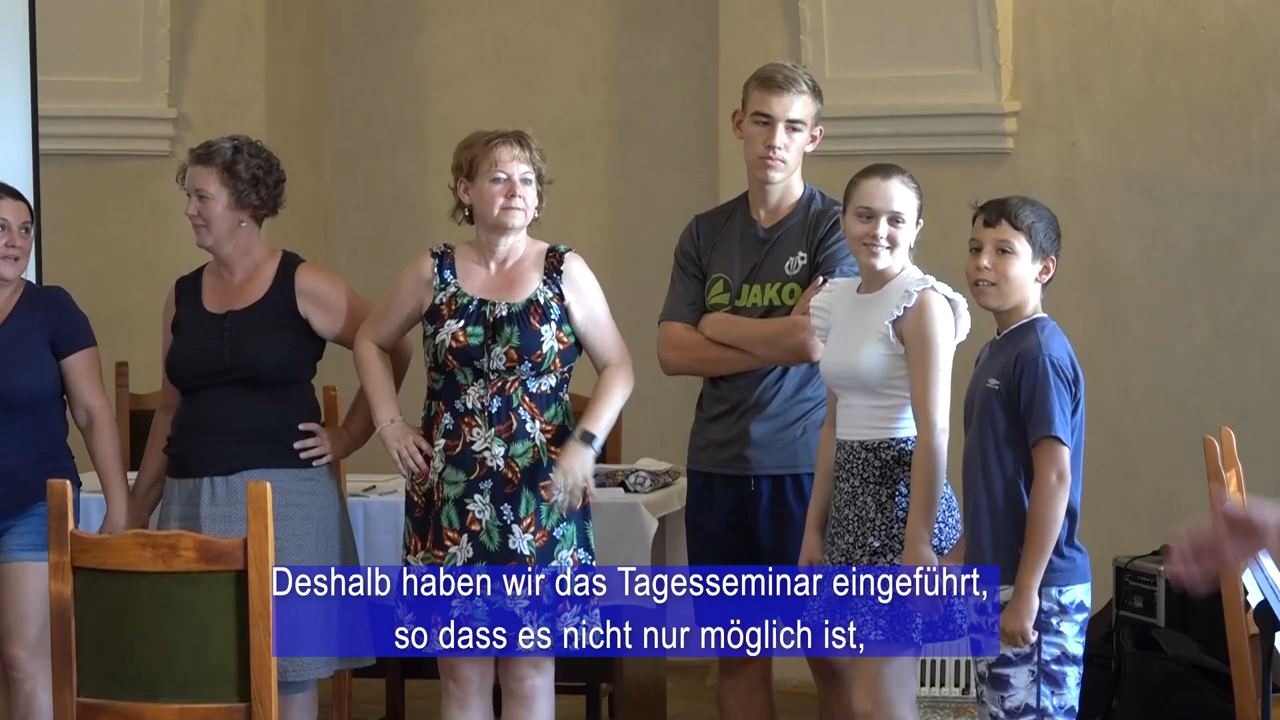 JAKO
Deshalb haben wir das Tagesseminar eingeführt,
so dass es nicht nur möglich ist,